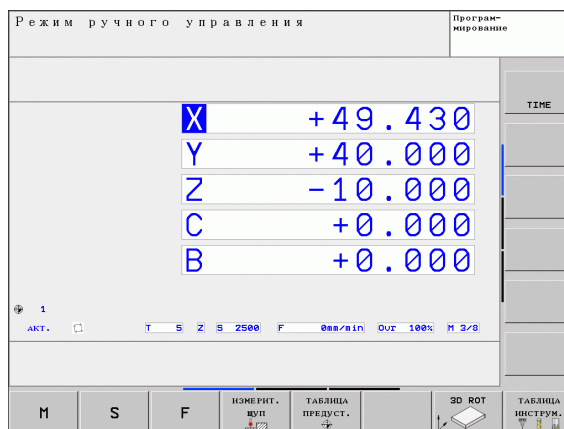 Режим ручного управления
Програм-
мирование
TIME
X +49.430
Y +40.000
Z -10.000
C +0.000
B +0.000
1
АКТ. T 5 Z S 2500 F 0mm/min Ovr 100% M 3/8
M S F ИЗМЕРИТ. ЩУП ТАБЛИЦА ПРЕДУСТ. 3D ROT ТАБЛИЦА ИНСТРУМ.